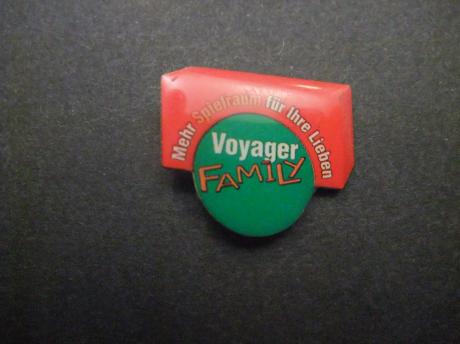 Mehr Spielraum für Ihre Lieben
Voyager
FAMILY